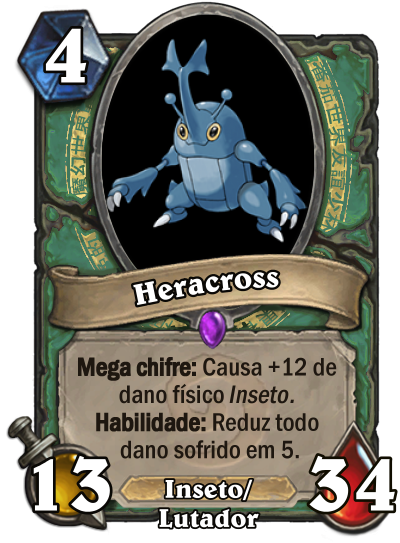 4
Heracross
Mega chifre: Causa +12 de
dano físico Inseto.
Habilidade: Reduz todo
dano sofrido em 5.
13
Inseto/
Lutador
34